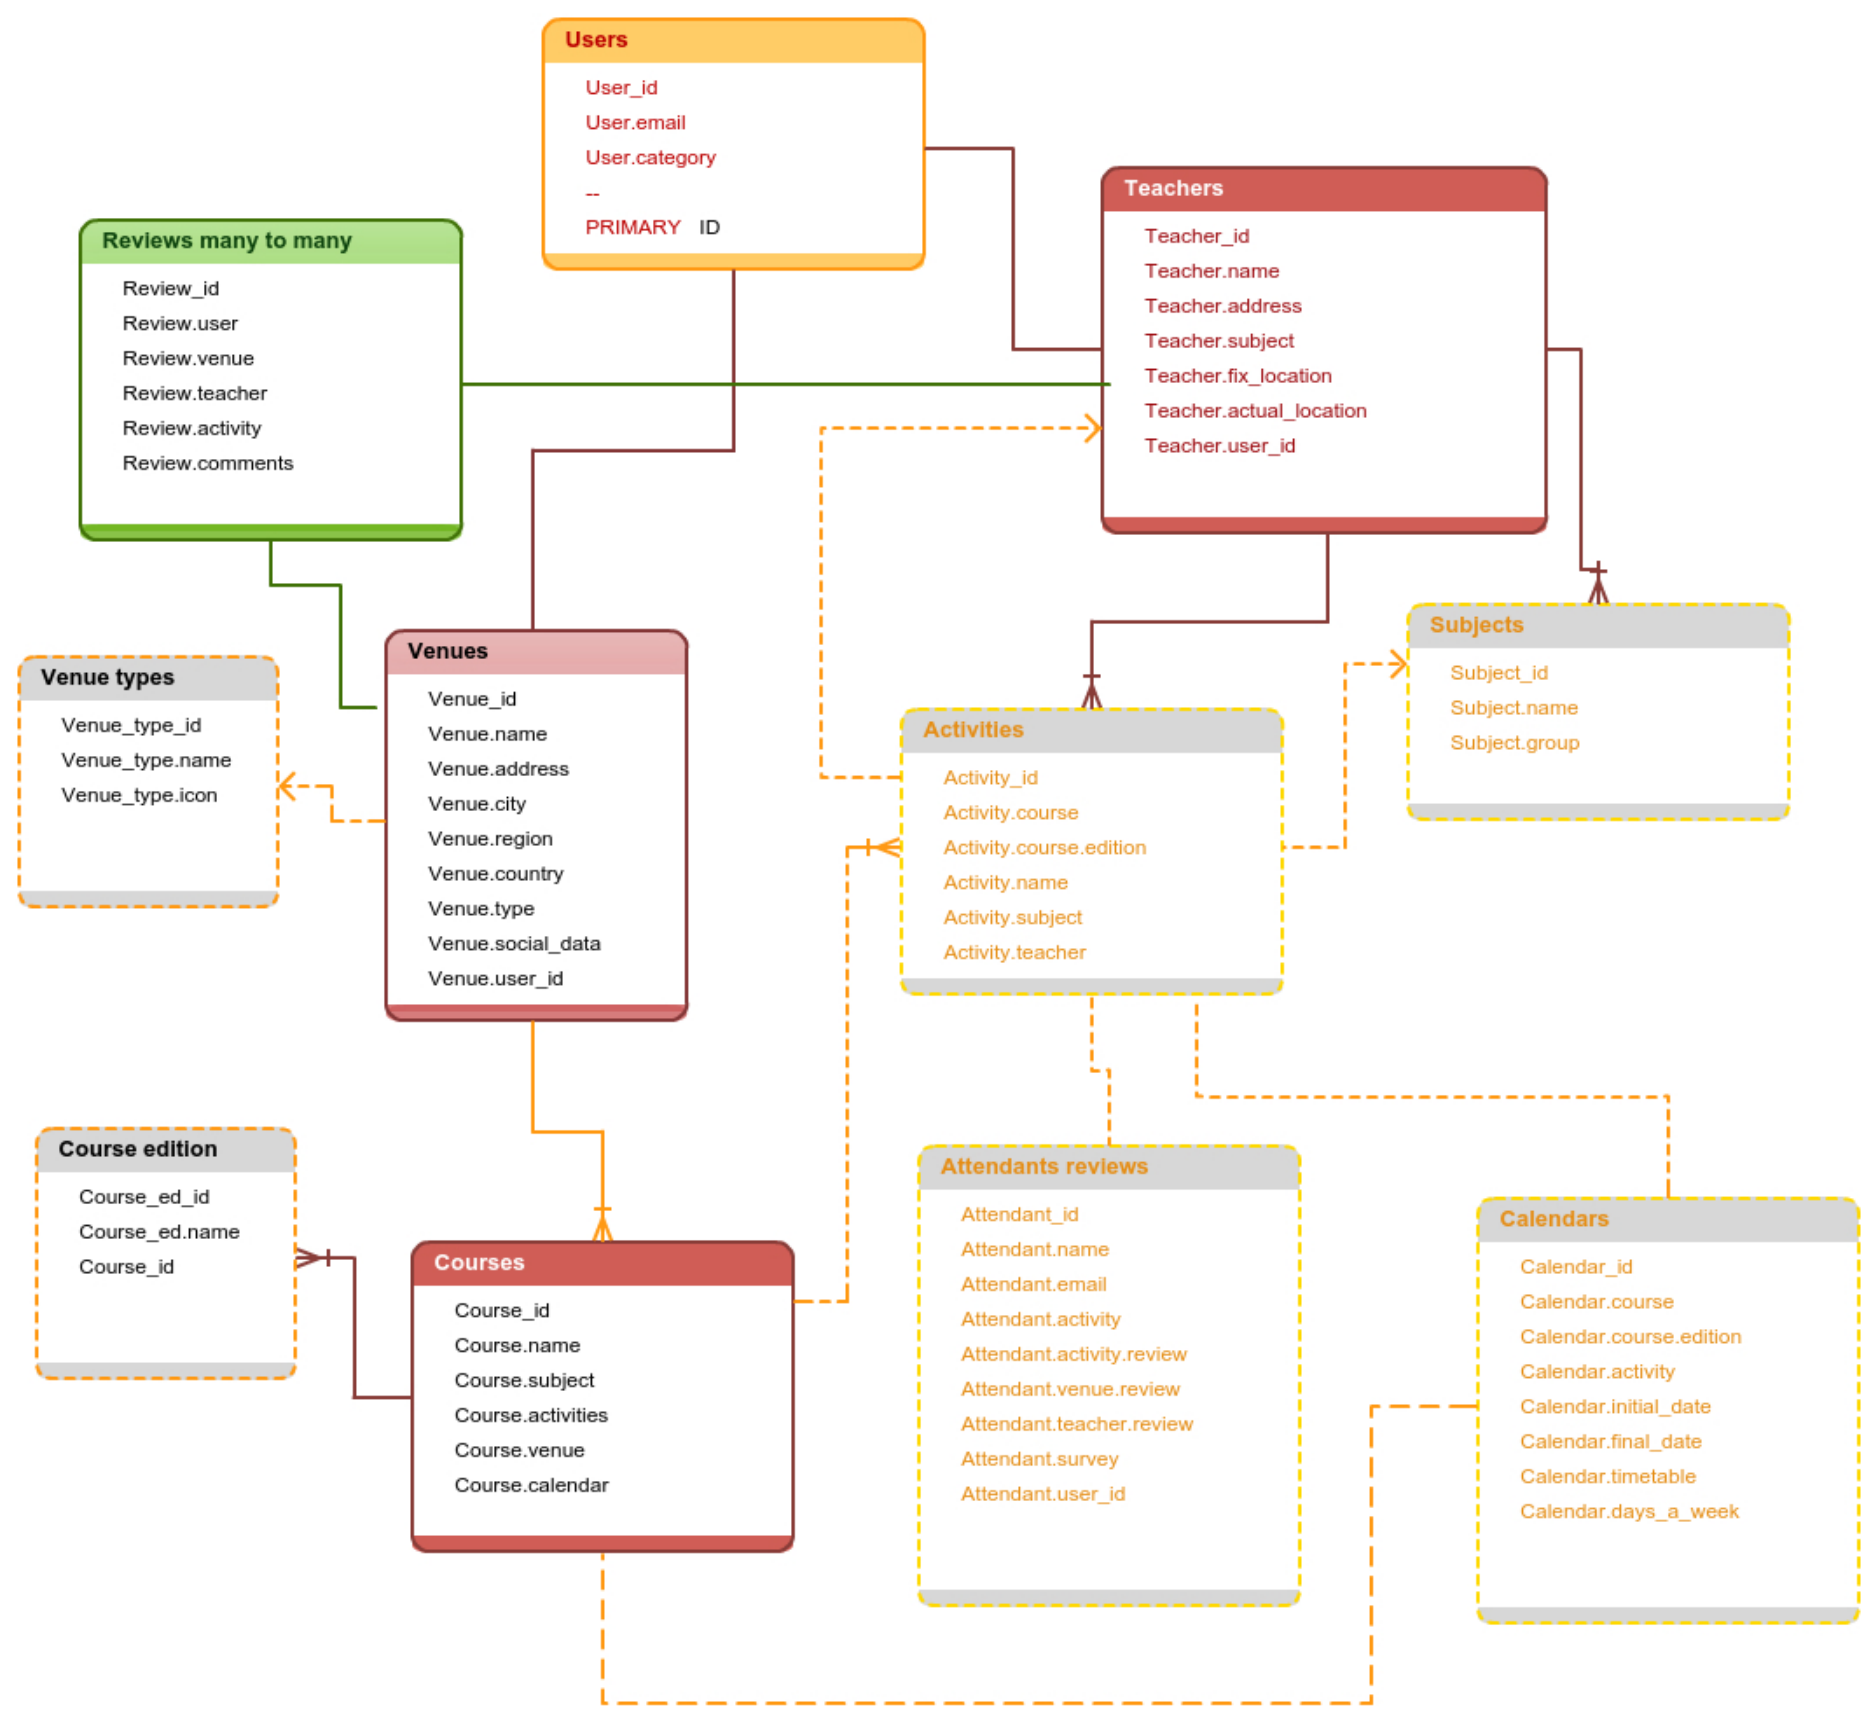 Users
User_id
User.email
User.category
--
PRIMARY ID
Teachers
Teacher_id
Teacher.name
Teacher.address
Teacher.subject
Teacher.fix_location
Teacher.actual_location
Teacher.user_id
Reviews many to many
Review_id
Review.user
Review.venue
Review.teacher
Review.activity
Review.comments
Venue types
Venue_type_id
Venue_type.name
Venue_type.icon
Venues
Venue_id
Venue.name
Venue.address
Venue.city
Venue.region
Venue.country
Venue.type
Venue.social_data
Venue.user_id
Activities
Activity_id
Activity.course
Activity.course.edition
Activity.name
Activity.subject
Activity.teacher
Subjects
Subject_id
Subject.name
Subject.group
Course edition
Course_ed_id
Course_ed.name
Course_id
Courses
Course_id
Course.name
Course.subject
Course.activities
Course.venue
Course.calendar
Attendants reviews
Attendant_id
Attendant.name
Attendant.email
Attendant.activity
Attendant.activity.review
Attendant.venue.review
Attendant.teacher.review
Attendant.survey
Attendant.user_id
Calendars
Calendar_id
Calendar.course
Calendar.course.edition
Calendar.activity
Calendar.initial_date
Calendar.final_date
Calendar.timetable
Calendar.days_a_week